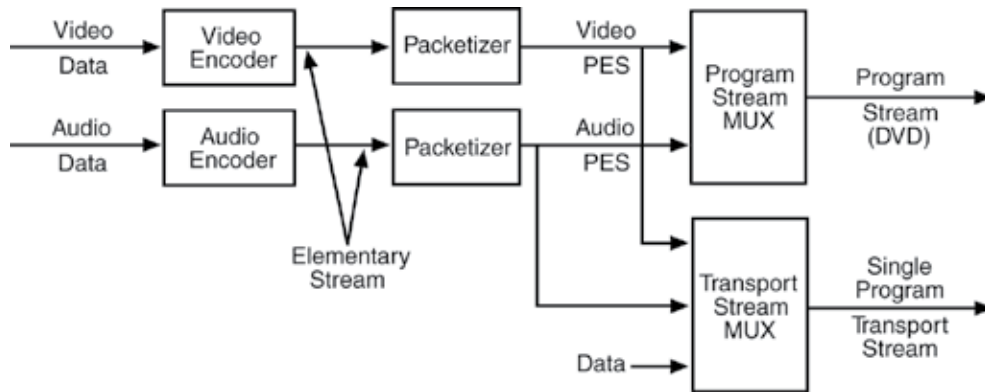 Video
Data
Video
Encoder
Packetizer
Video
PES
Program
Stream
MUX
Program
Stream
(DVD)
Audio
Data
Audio
Encoder
Packetizer
Audio
PES
Elementary
Stream
Transport
Stream
MUX
Single
Program
Transport
Stream
Data